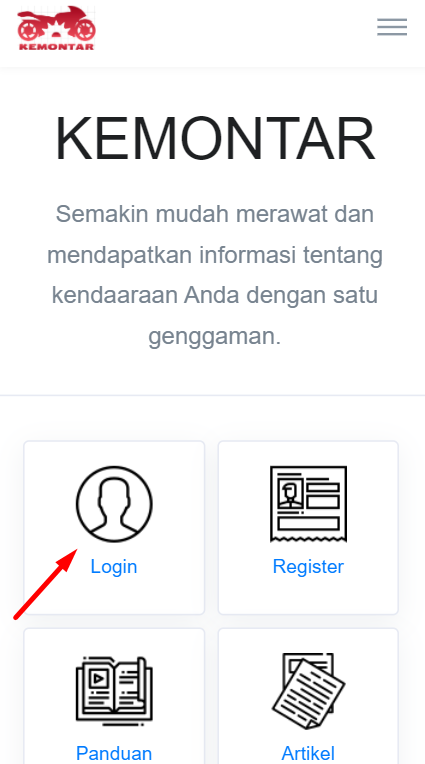 KEMONTAR
KEMONTAR
Semakin mudah merawat dan
mendapatkan informasi tentang
kendaaraan Anda dengan satu
genggaman.
Login
Register
Panduan
Artikel